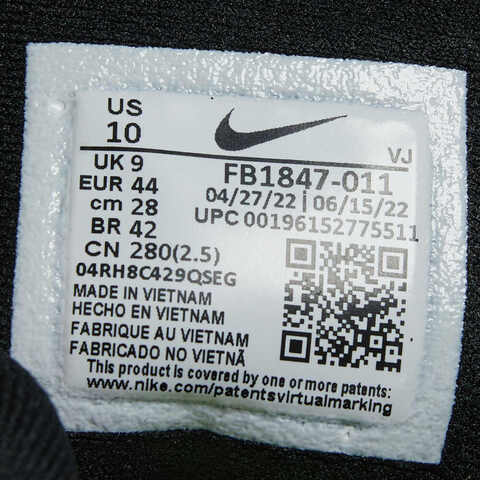 US
10
VJ
UK 9
EUR 44
cm 28
BR 42
CN 280(2.5)
FB1847-011
04/27/22 | 06/15/22
UPC 00196152775511
04RH8C429QSEG
MADE IN VIETNAM
HECHO EN VIETNAM
FABRIQUE AU VIETNAM
FABRICADO NO VIETNÃ
This product is covered by one or more patents:
www.nike.com/patentsvirtualmarking